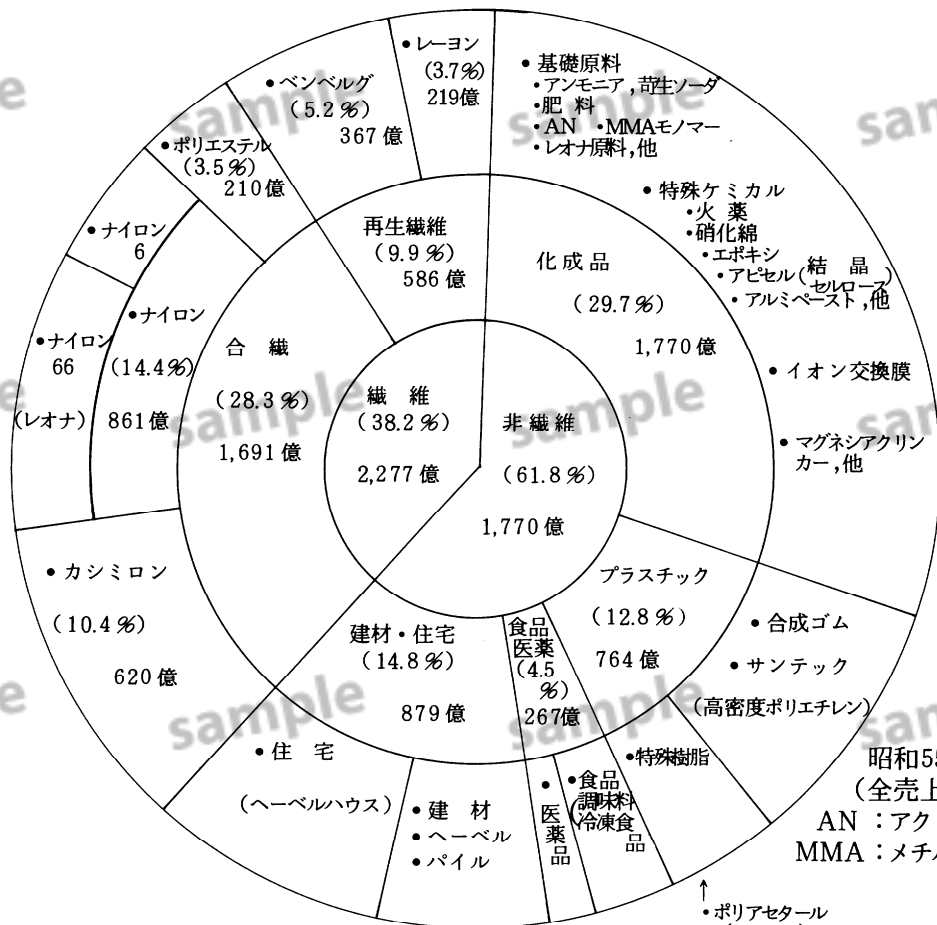 レーヨン
(3.7%)
219億
ベンベルグ
(5.2%)
367億
ポリエステル
(3.5%)
210億
ナイロン
6
ナイロン
66
(レオナ)
ナイロン
(14.4%)
861億
カシミロン
(10.4%)
620億
合 繊
(28.3%)
1,691億
再生繊維
(9.9%)
586億
繊 維
(38.2%)
2,277億
非繊維
(61.8%)
1,770億
化成品
(29.7%)
1,770億
基礎原料
・アンモニア,苛生ソーダ
・肥 料
・AN ・MMAモノマー
・レオナ原料,他
特殊ケミカル
・火 薬
・硝化綿
・エポキシ
・アピセル(結 晶
セルロース)
・アルミペースト,他
イオン交換膜
マグネシアクリン
カー,他
プラスチック
(12.8%)
764億
合成ゴム
サンテック
(高密度ポリエチレン)
特殊樹脂
・ポリアセタール
食品
医薬
(4.5
%)
267億
食品
(調味料
冷凍食
品
医
薬
品
建材・住宅
(14.8%)
879億
住 宅
(ヘーベルハウス)
建 材
ヘーベル
パイル
昭和55
(全売上
AN :アク
MMA:メチ
sample
sample
sample
sample
sample
sample